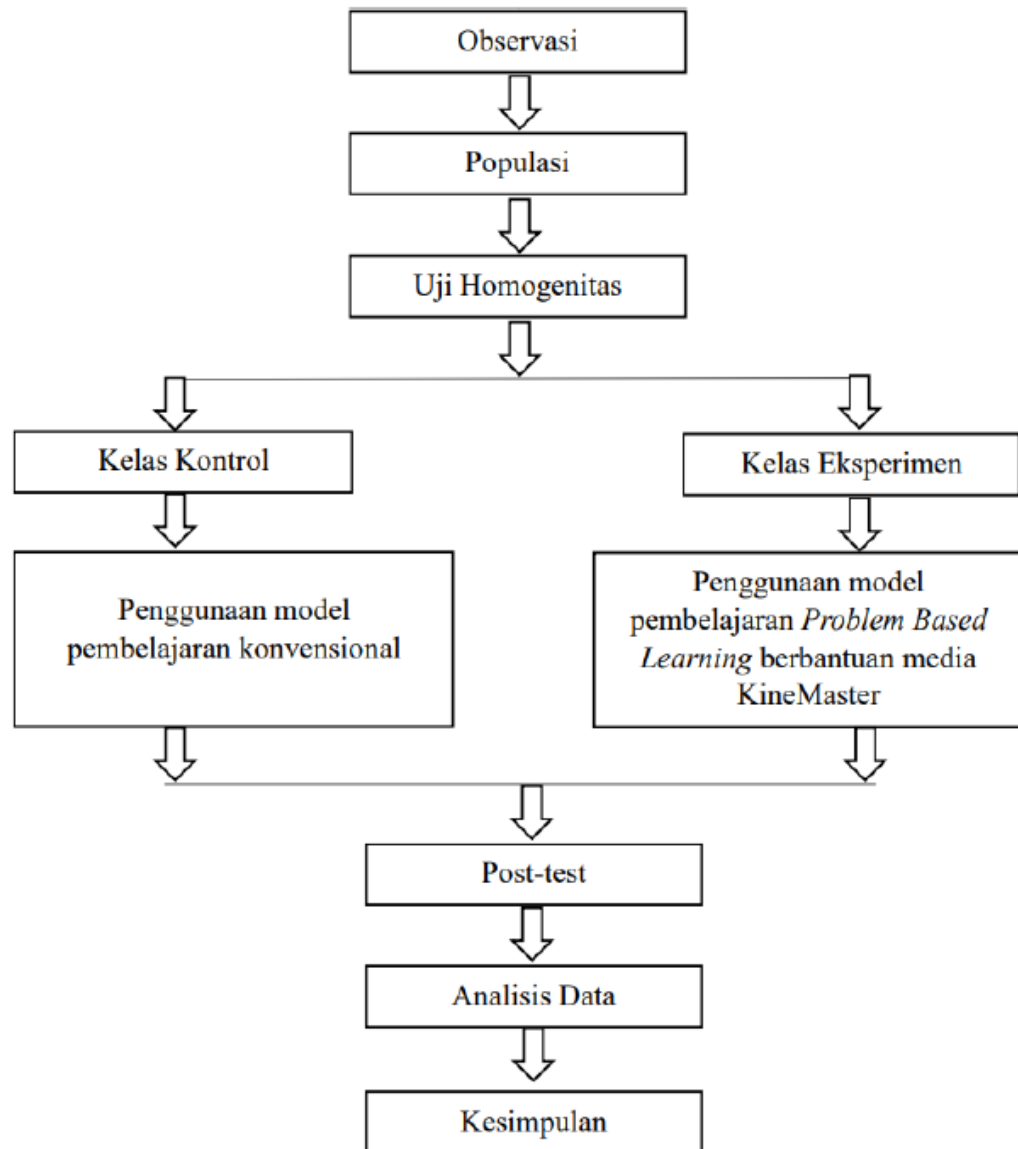 Observasi
Populasi
Uji Homogenitas
Kelas Kontrol
Kelas Eksperimen
Penggunaan model
pembelajaran konvensional
Penggunaan model
pembelajaran Problem Based
Learning berbantuan media
KineMaster
Post-test
Analisis Data
Kesimpulan